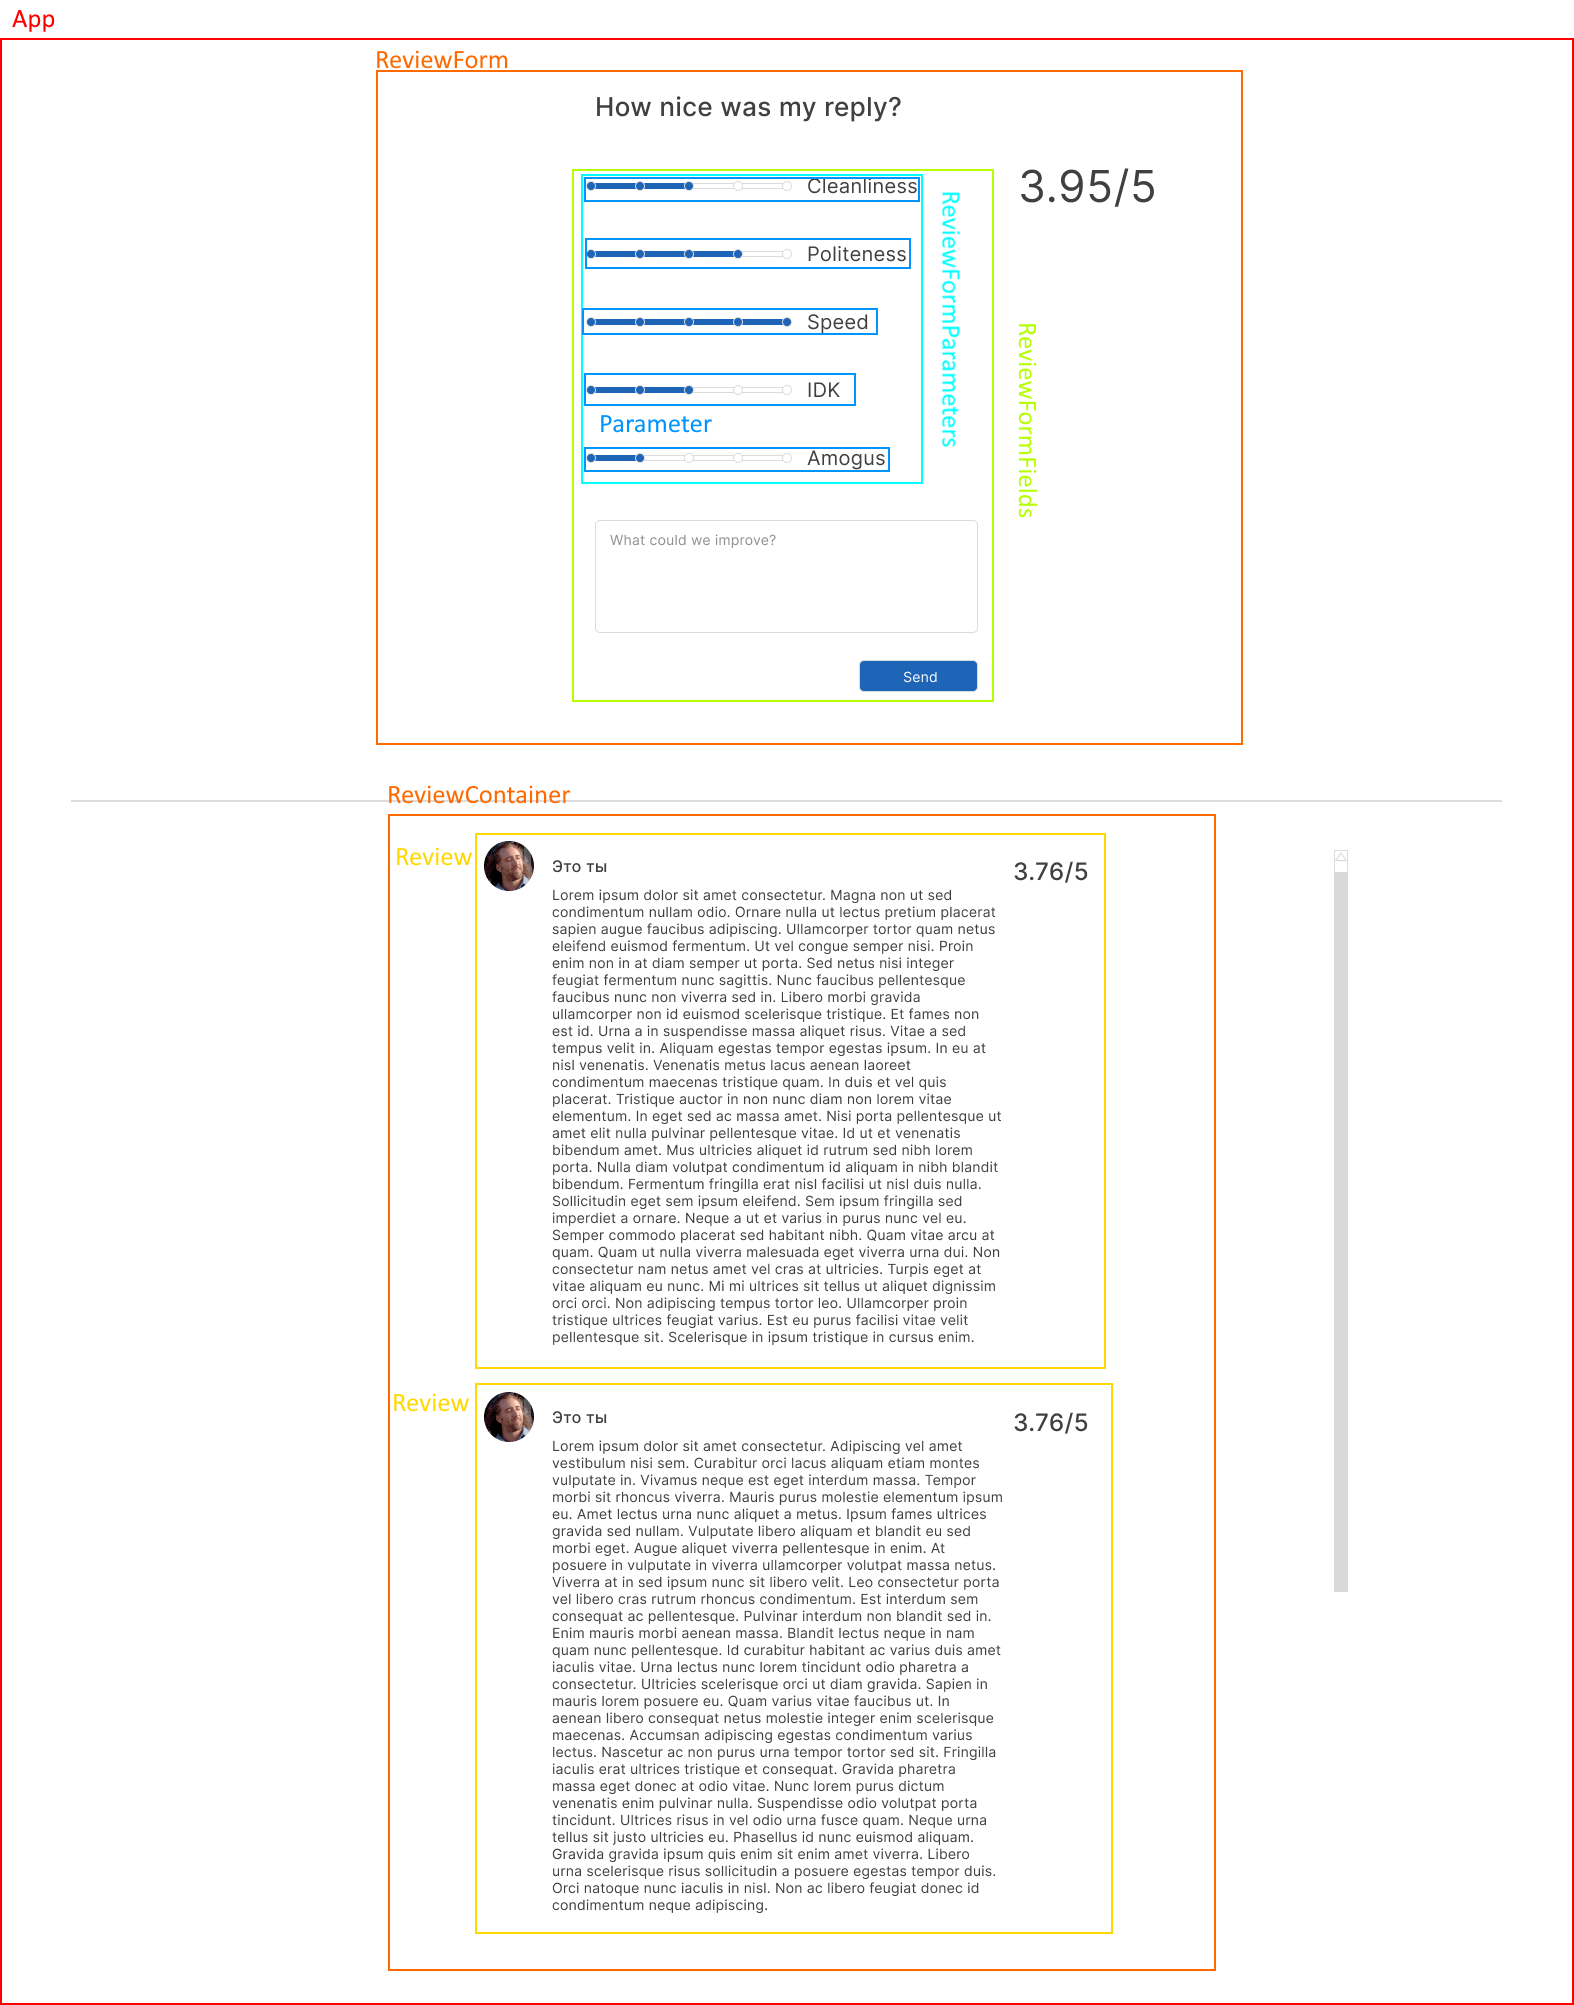 App
ReviewForm
How nice was my reply?
Cleanliness
3.95/5
Politeness
Speed
IDK
Parameter
Amogus
ReviewFormParameters
ReviewFormFields
What could we improve?
Send
ReviewContainer
Review
Это ты
3.76/5
Lorem ipsum dolor sit amet consectetur. Magna non ut sed
condimentum nullam odio. Ornare nulla ut lectus pretium placerat
sapien augue faucibus adipiscing. Ullamcorper tortor quam netus
eleifend euismod fermentum. Ut vel congue semper nisi. Proin
enim non in at diam semper ut porta. Sed netus nisi integer
feugiat fermentum nunc sagittis. Nunc faucibus pellentesque
faucibus nunc non viverra sed in. Libero morbi gravida
ullamcorper non id euismod scelerisque tristique. Et fames non
est id. Urna a in suspendisse massa aliquet risus. Vitae a sed
tempus velit in. Aliquam egestas tempor egestas ipsum. In eu at
nisl venenatis. Venenatis metus lacus aenean laoreet
condimentum maecenas tristique quam. In duis et vel quis
placerat. Tristique auctor in non nunc diam non lorem vitae
elementum. In eget sed ac massa amet. Nisi porta pellentesque ut
amet elit nulla pulvinar pellentesque vitae. Id ut et venenatis
bibendum amet. Mus ultricies aliquet id rutrum sed nibh lorem
porta. Nulla diam volutpat condimentum id aliquam in nibh blandit
bibendum. Fermentum fringilla erat nisl facilisi ut nisl duis nulla.
Sollicitudin eget sem ipsum eleifend. Sem ipsum fringilla sed
imperdiet a ornare. Neque a ut et varius in purus nunc vel eu.
Semper commodo placerat sed habitant nibh. Quam vitae arcu at
quam. Quam ut nulla viverra malesuada eget viverra urna dui. Non
consectetur nam netus amet vel cras at ultricies. Turpis eget at
vitae aliquam eu nunc. Mi mi ultrices sit tellus ut aliquet dignissim
orci orci. Non adipiscing tempus tortor leo. Ullamcorper proin
tristique ultrices feugiat varius. Est eu purus facilisi vitae velit
pellentesque sit. Scelerisque in ipsum tristique in cursus enim.
Review
Это ты
3.76/5
Lorem ipsum dolor sit amet consectetur. Adipiscing vel amet
vestibulum nisi sem. Curabitur orci lacus aliquam etiam montes
vulputate in. Vivamus neque est eget interdum massa. Tempor
morbi sit rhoncus viverra. Mauris purus molestie elementum ipsum
eu. Amet lectus urna nunc aliquet a metus. Ipsum fames ultrices
gravida sed nullam. Vulputate libero aliquam et blandit eu sed
morbi eget. Augue aliquet viverra pellentesque in enim. At
posuere in vulputate in viverra ullamcorper volutpat massa netus.
Viverra at in sed ipsum nunc sit libero velit. Leo consectetur porta
vel libero cras rutrum rhoncus condimentum. Est interdum sem
consequat ac pellentesque. Pulvinar interdum non blandit sed in.
Enim mauris morbi aenean massa. Blandit lectus neque in nam
quam nunc pellentesque. Id curabitur habitant ac varius duis amet
iaculis vitae. Urna lectus nunc lorem tincidunt odio pharetra a
consectetur. Ultricies scelerisque orci ut diam gravida. Sapien in
mauris lorem posuere eu. Quam varius vitae faucibus ut. In
aenean libero consequat netus molestie integer enim scelerisque
maecenas. Accumsan adipiscing egestas condimentum varius
lectus. Nascetur ac non purus urna tempor tortor sed sit. Fringilla
iaculis erat ultrices tristique et consequat. Gravida pharetra
massa eget donec at odio vitae. Nunc lorem purus dictum
venenatis enim pulvinar nulla. Suspendisse odio volutpat porta
tincidunt. Ultrices risus in vel odio urna fusce quam. Neque urna
tellus sit justo ultricies eu. Phasellus id nunc euismod aliquam.
Gravida gravida ipsum quis enim sit enim amet viverra. Libero
urna scelerisque risus sollicitudin a posuere egestas tempor duis.
Orci natoque nunc iaculis in nisl. Non ac libero feugiat donec id
condimentum neque adipiscing.